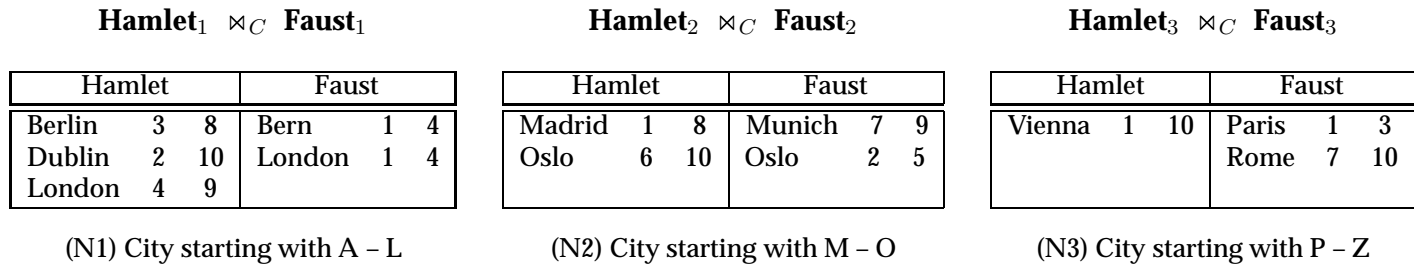 Hamlet₁ ⋈_C Faust₁
Hamlet Faust
Berlin 3 8 Bern 1 4
Dublin 2 10 London 1 4
London 4 9
(N1) City starting with A – L
Hamlet₂ ⋈_C Faust₂
Hamlet Faust
Madrid 1 8 Munich 7 9
Oslo 6 10 Oslo 2 5
(N2) City starting with M – O
Hamlet₃ ⋈_C Faust₃
Hamlet Faust
Vienna 1 10 Paris 1 3
Rome 7 10
(N3) City starting with P – Z